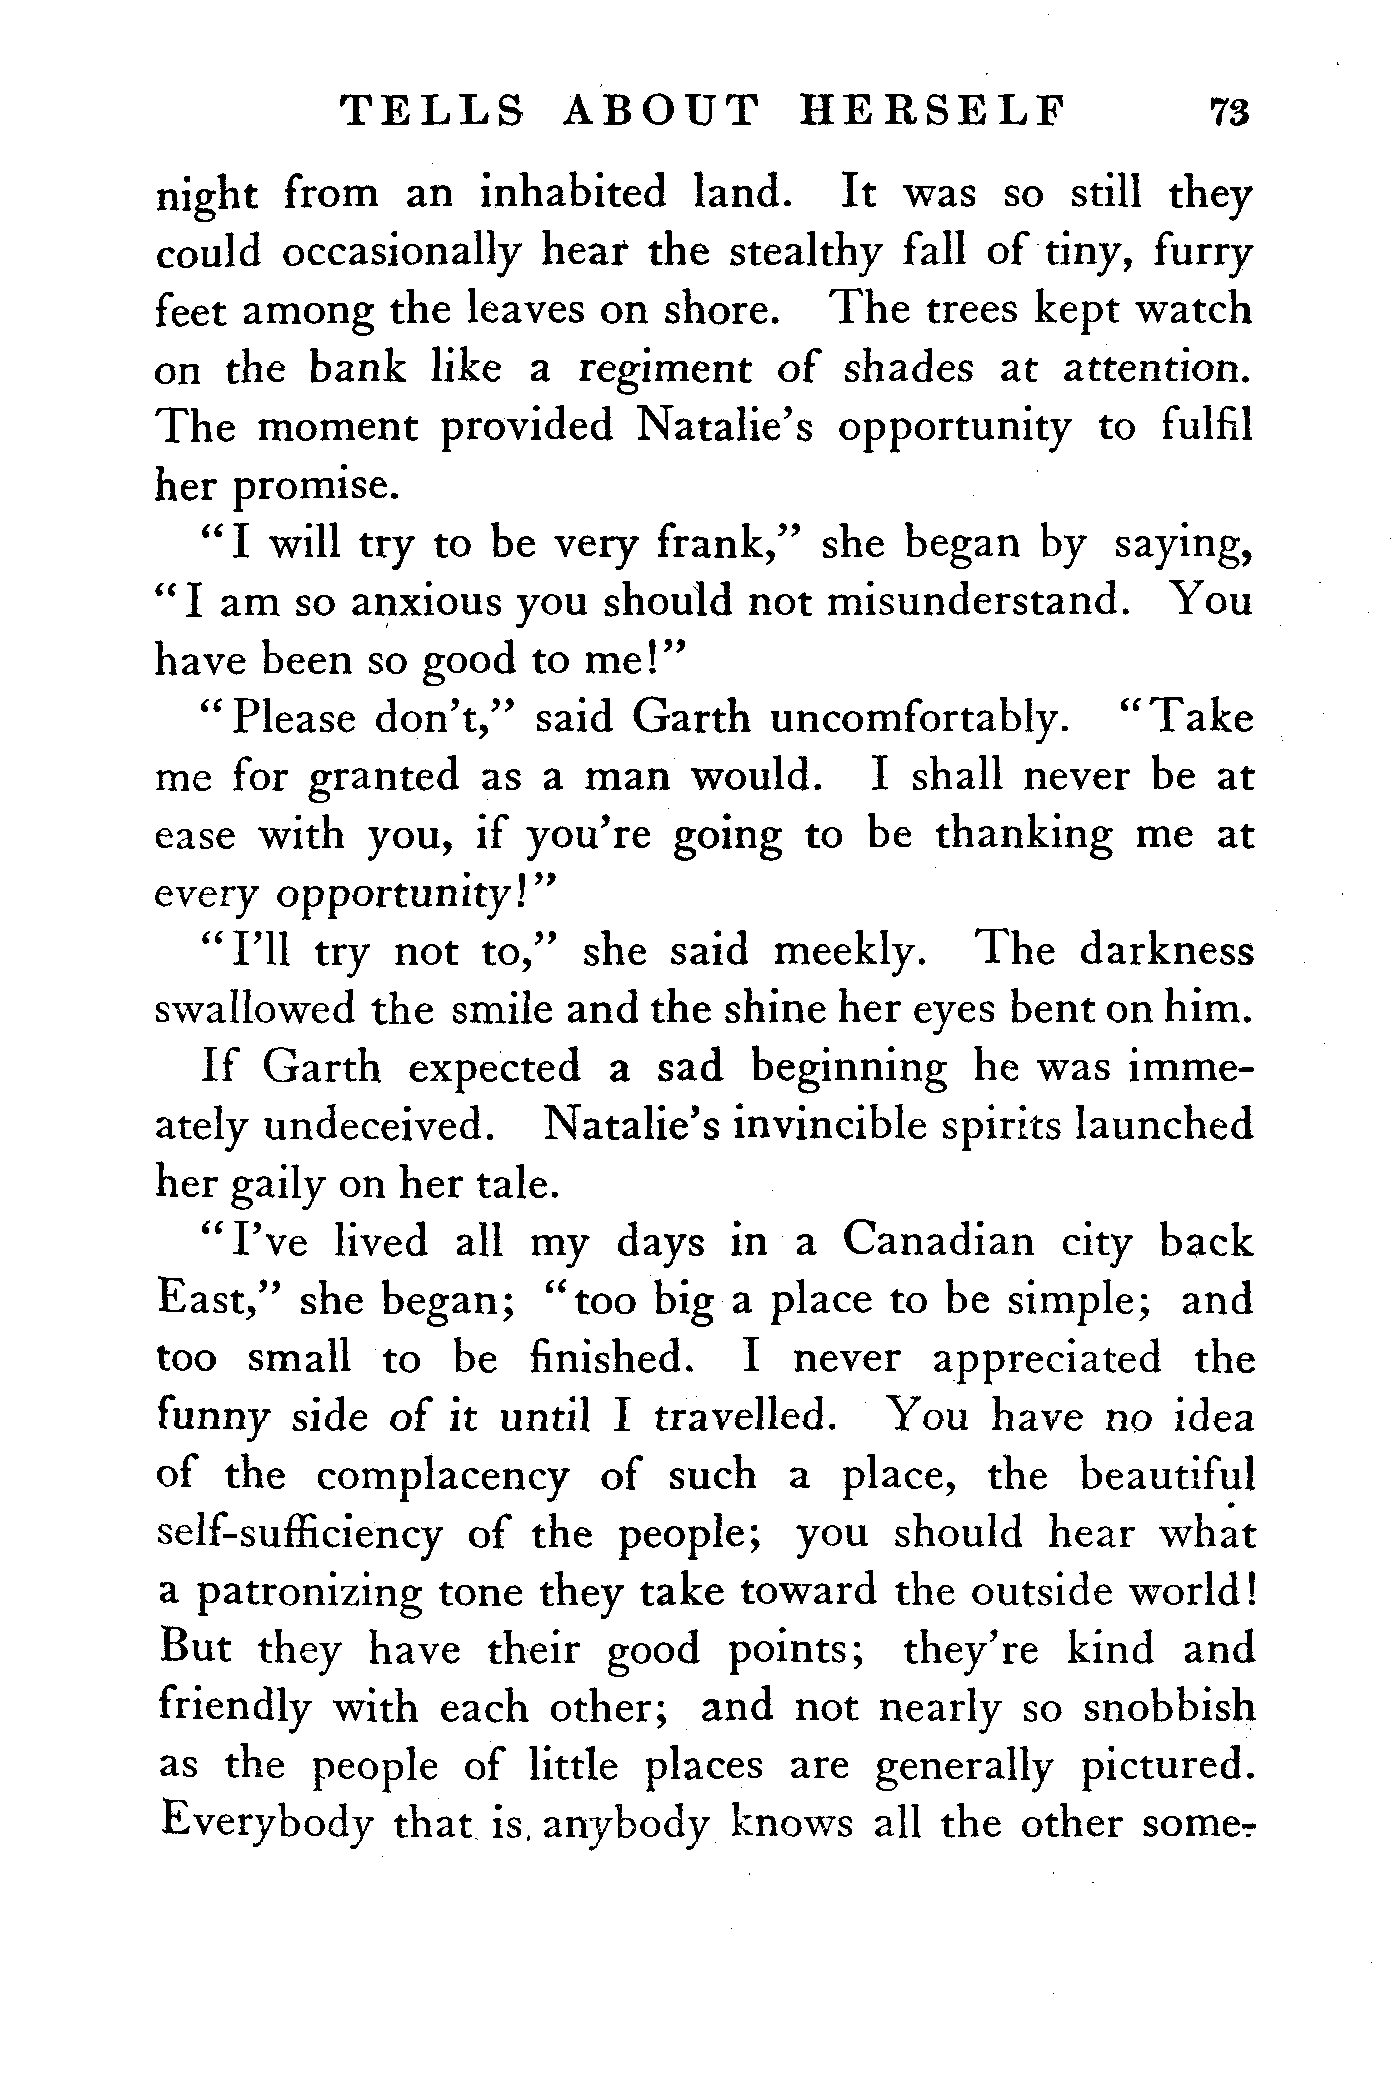 TELLS ABOUT HERSELF 73
night from an inhabited land. It was so still they
could occasionally hear the stealthy fall of tiny, furry
feet among the leaves on shore. The trees kept watch
on the bank like a regiment of shades at attention.
The moment provided Natalie's opportunity to fulfil
her promise.
"I will try to be very frank," she began by saying,
"I am so anxious you should not misunderstand. You
have been so good to me!"
"Please don't," said Garth uncomfortably. "Take
me for granted as a man would. I shall never be at
ease with you, if you're going to be thanking me at
every opportunity!"
"I'll try not to," she said meekly. The darkness
swallowed the smile and the shine her eyes bent on him.
If Garth expected a sad beginning he was imme-
ately undeceived. Natalie's invincible spirits launched
her gaily on her tale.
"I've lived all my days in a Canadian city back
East," she began; "too big a place to be simple; and
too small to be finished. I never appreciated the
funny side of it until I travelled. You have no idea
of the complacency of such a place, the beautiful
self-sufficiency of the people; you should hear what
a patronizing tone they take toward the outside world!
But they have their good points; they're kind and
friendly with each other; and not nearly so snobbish
as the people of little places are generally pictured.
Everybody that is, anybody knows all the other some-